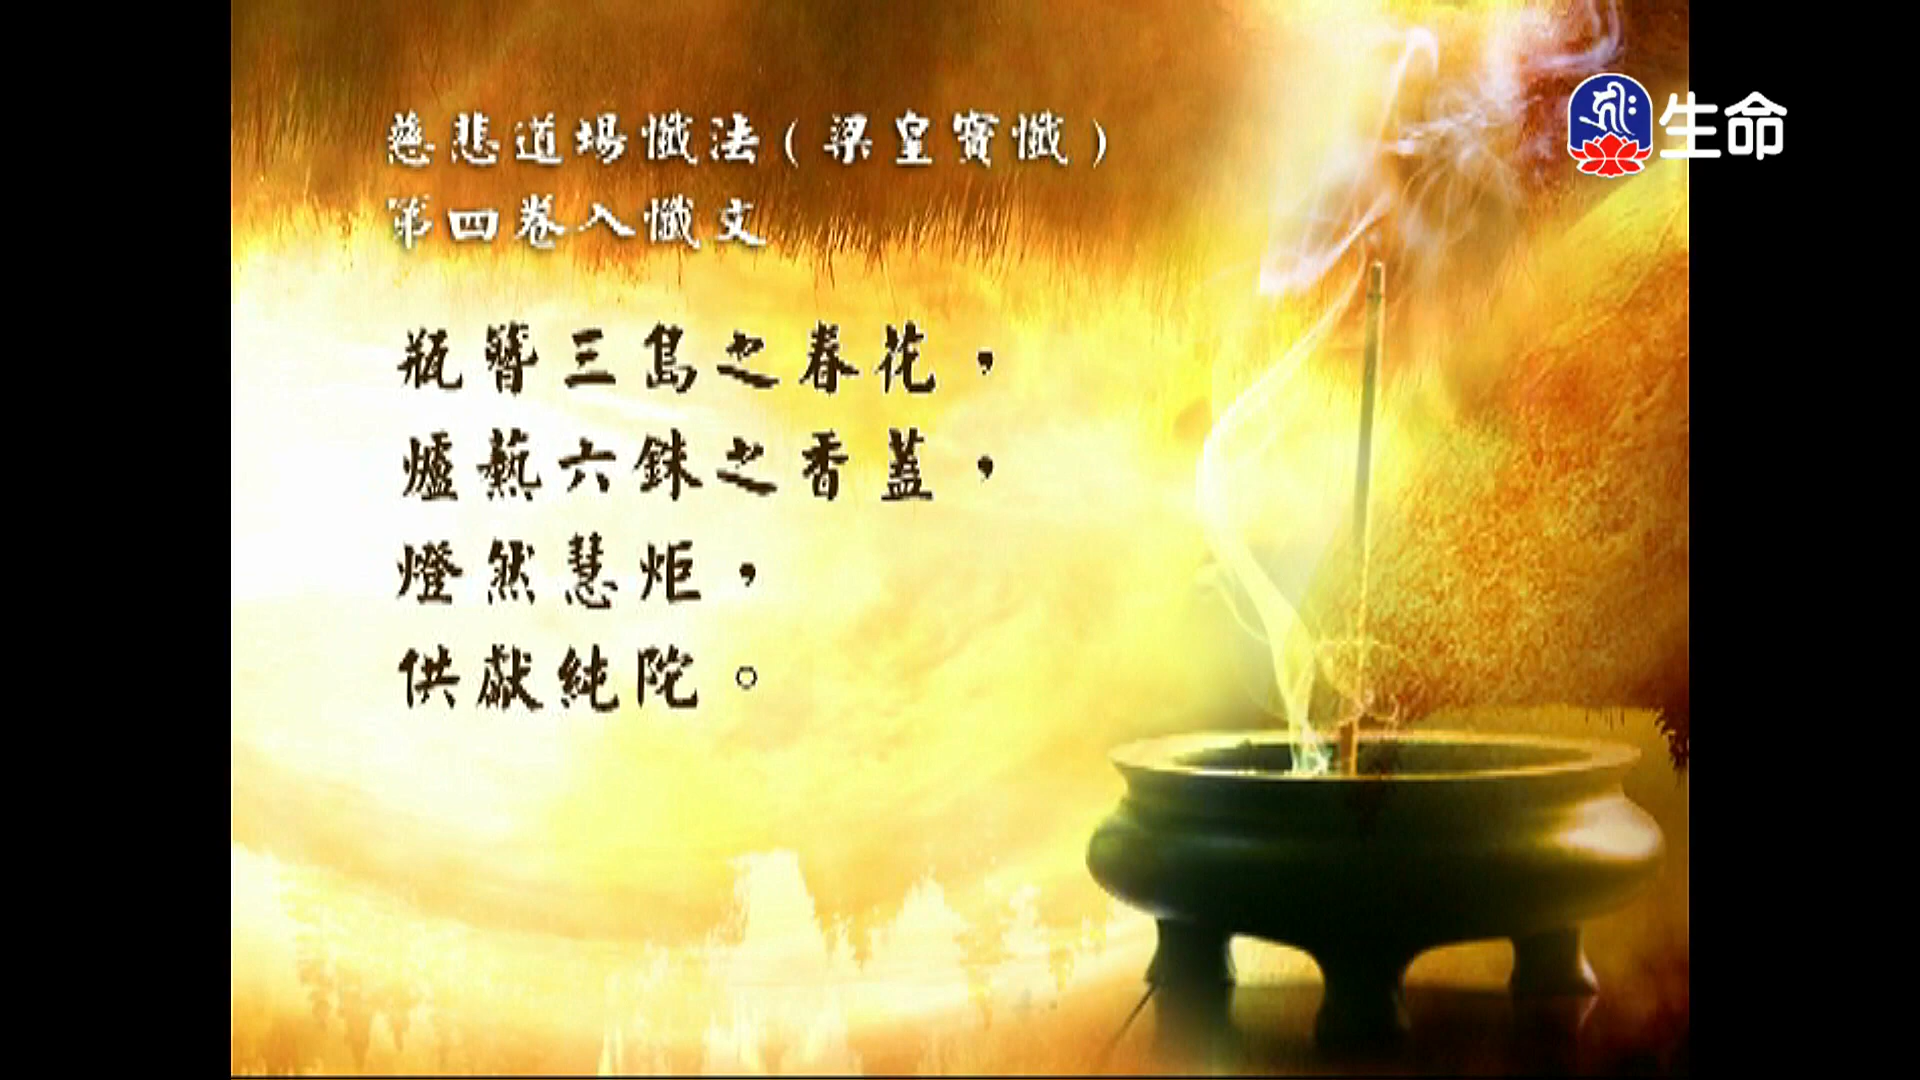 慈悲道場懺法(梁皇寶懺)
第四卷入懺文
生命
瓶簪三島之春花，
爐爇六銖之香蓋，
燈然慧炬，
供獻純陀。